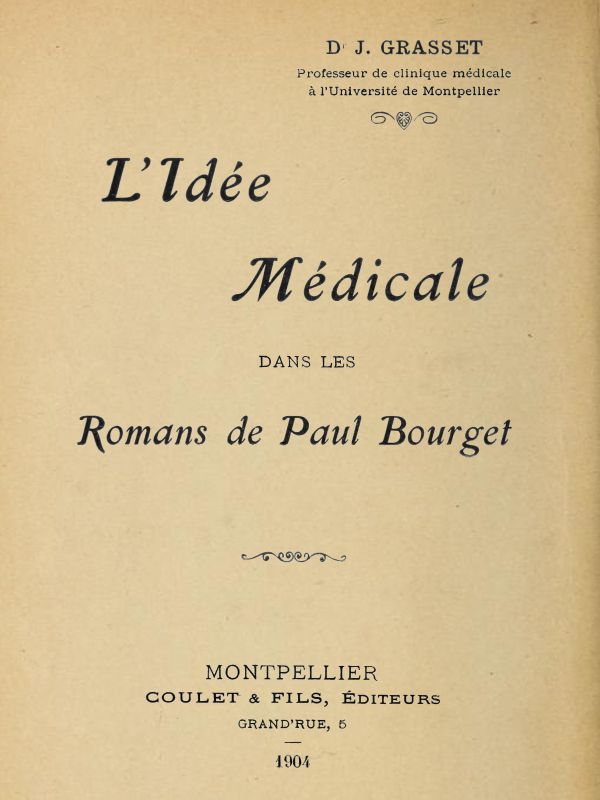 Dʳ J. GRASSET
Professeur de clinique médicale
à l'Université de Montpellier
L'Idée
Médicale
DANS LES
Romans de Paul Bourget
MONTPELLIER
COULET & FILS, ÉDITEURS
GRAND'RUE, 5
1904